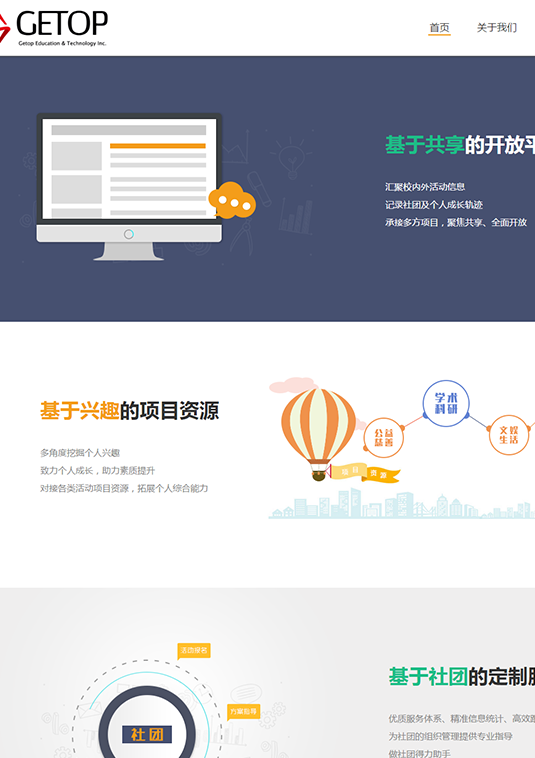 GETOP
Getop Education & Technology Inc.
首页 关于我们
基于共享的开放平
汇聚校内外活动信息
记录社团及个人成长轨迹
承接多方项目，聚焦共享、全面开放
基于兴趣的项目资源
多角度挖掘个人兴趣
致力个人成长，助力素质提升
对接各类活动项目资源，拓展个人综合能力
学术
科研
公益
慈善
文娱
生活
项目资源
活动报名
方案指导
社团
基于社团的定制服
优质服务体系、精准信息统计、高效跟
为社团的组织管理提供专业指导
做社团得力助手